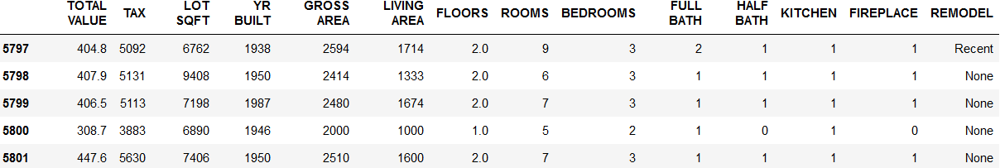 TOTAL VALUE TAX LOT SQFT YR BUILT GROSS AREA LIVING AREA FLOORS ROOMS BEDROOMS FULL BATH HALF BATH KITCHEN FIREPLACE REMODEL
5797 404.8 5092 6762 1938 2594 1714 2.0 9 3 2 1 1 1 Recent
5798 407.9 5131 9408 1950 2414 1333 2.0 6 3 1 1 1 1 None
5799 406.5 5113 7198 1987 2480 1674 2.0 7 3 1 1 1 1 None
5800 308.7 3883 6890 1946 2000 1000 1.0 5 2 1 0 1 0 None
5801 447.6 5630 7406 1950 2510 1600 2.0 7 3 1 1 1 1 None